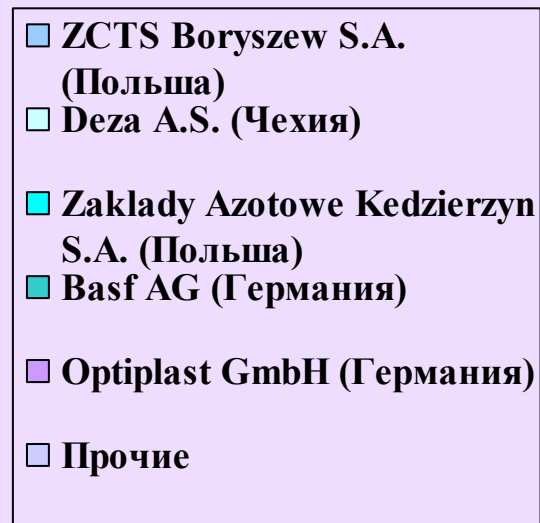 ZCTS Boryszew S.A.
(Польша)
Deza A.S. (Чехия)
Zaklady Azotowe Kedzierzyn
S.A. (Польша)
Basf AG (Германия)
Optiplast GmbH (Германия)
Прочие